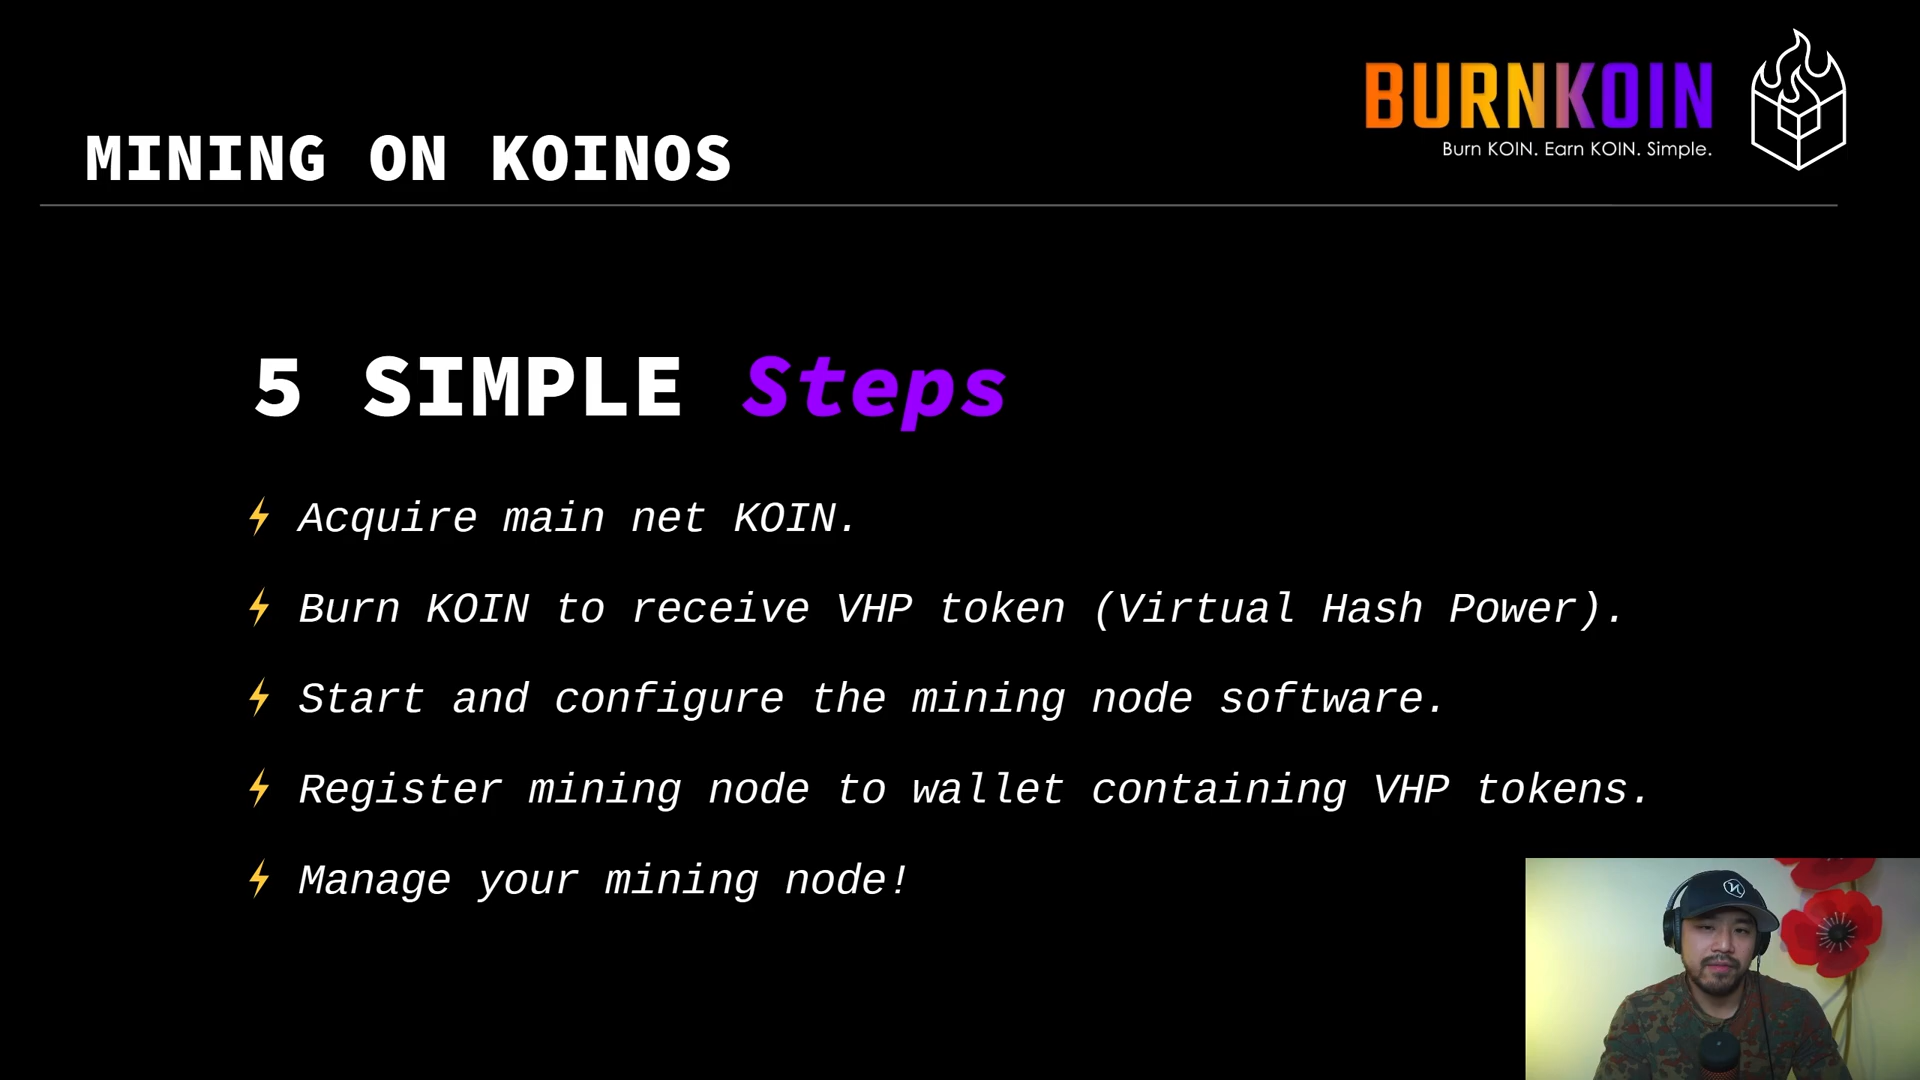 BURNKOIN
Burn KOIN. Earn KOIN. Simple.
MINING ON KOINOS
5 SIMPLE Steps
⚡ Acquire main net KOIN.
⚡ Burn KOIN to receive VHP token (Virtual Hash Power).
⚡ Start and configure the mining node software.
⚡ Register mining node to wallet containing VHP tokens.
⚡ Manage your mining node!